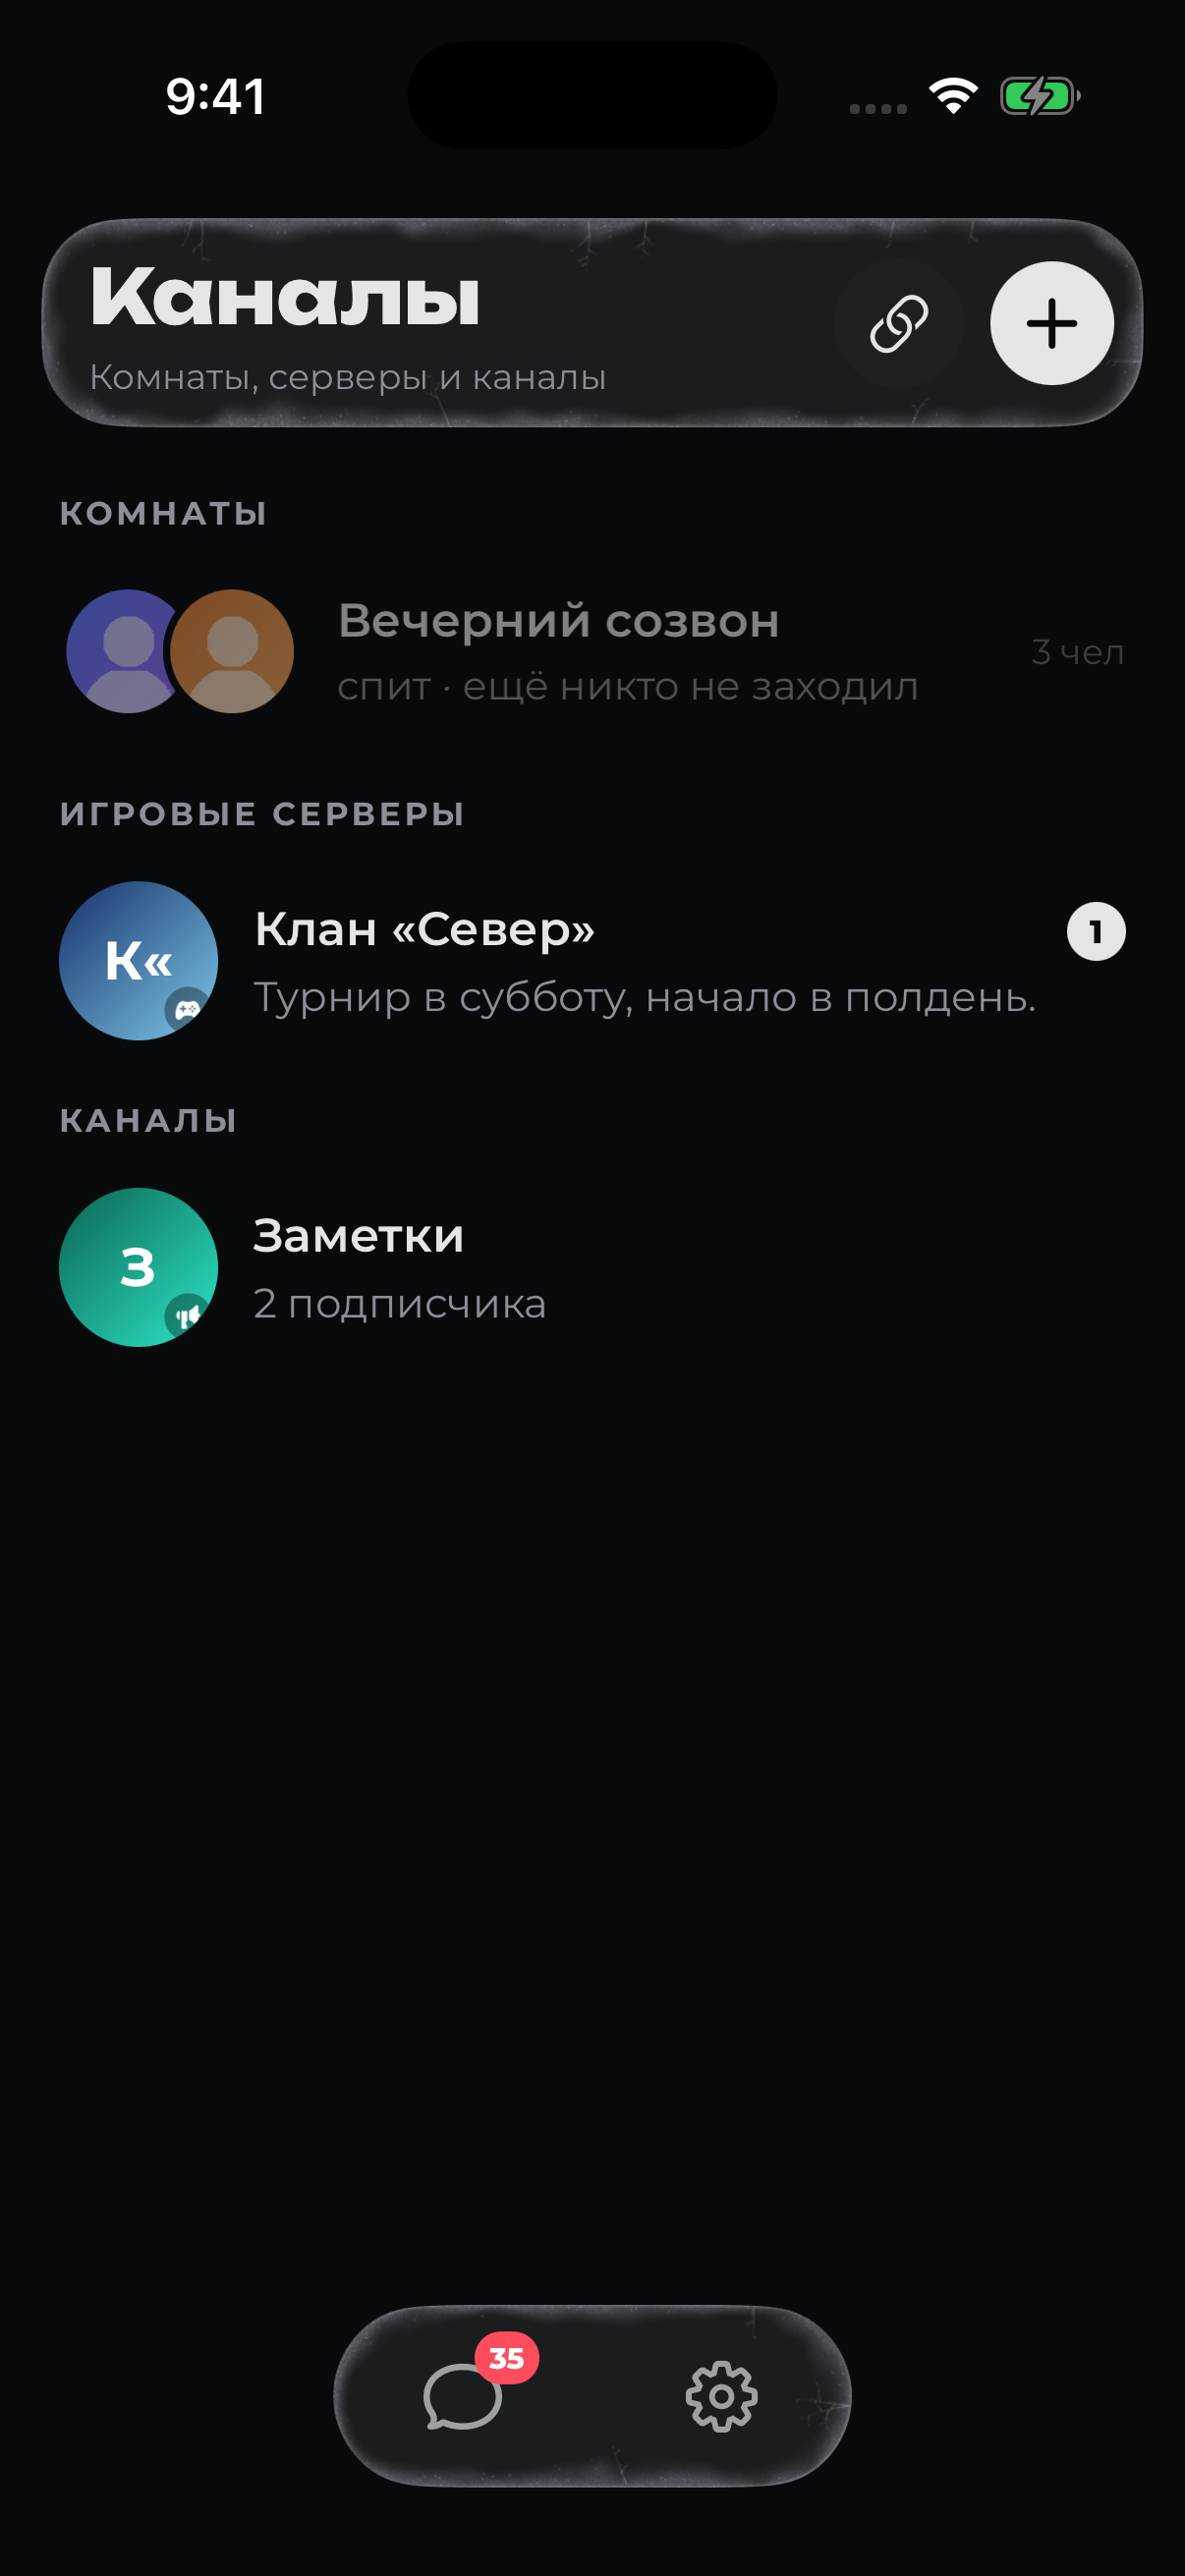 9:41
Каналы
Комнаты, серверы и каналы
КОМНАТЫ
Вечерний созвон
спит · ещё никто не заходил
3 чел
ИГРОВЫЕ СЕРВЕРЫ
К«
Клан «Север»
1
Турнир в субботу, начало в полдень.
КАНАЛЫ
З
Заметки
2 подписчика
35